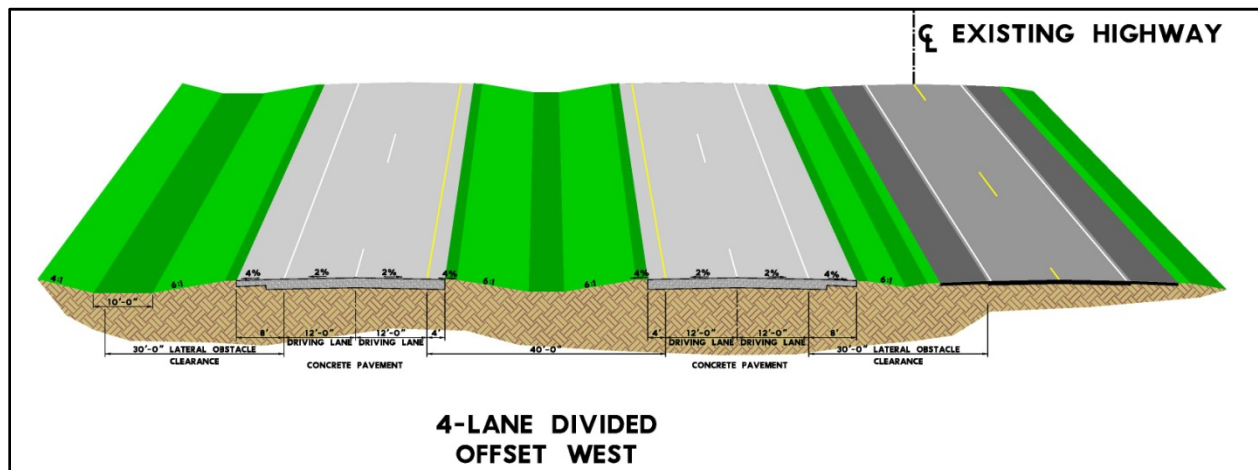 ℄ EXISTING HIGHWAY
4% 2% 2% 4% 4% 2% 2% 4%
4:1 6:1 6:1 6:1 6:1
10'-0"
8' 12'-0" 12'-0" 4' 4' 12'-0" 12'-0" 8'
DRIVING LANE DRIVING LANE DRIVING LANE DRIVING LANE
30'-0" LATERAL OBSTACLE 40'-0" 30'-0" LATERAL OBSTACLE
CLEARANCE CONCRETE PAVEMENT CONCRETE PAVEMENT CLEARANCE
4-LANE DIVIDED
OFFSET WEST